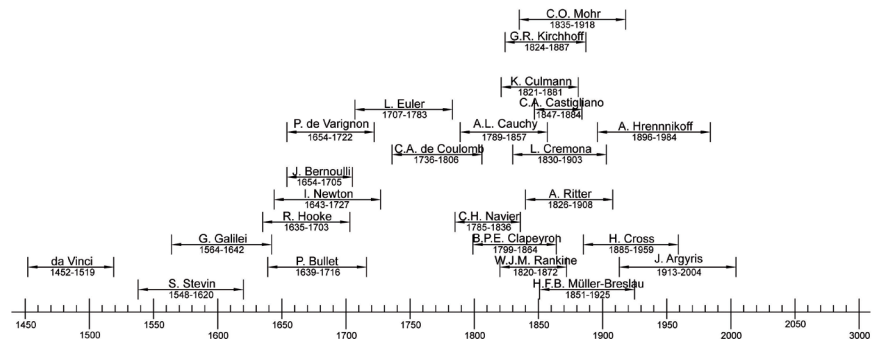 C.O. Mohr
1835-1918
G.R. Kirchhoff
1824-1887
K. Culmann
1821-1881
L. Euler
1707-1783
C.A. Castigliano
1847-1884
P. de Varignon
1654-1722
A.L. Cauchy
1789-1857
A. Hrennnikoff
1896-1984
C.A. de Coulomb
1736-1806
L. Cremona
1830-1903
J. Bernoulli
1654-1705
I. Newton
1643-1727
A. Ritter
1826-1908
R. Hooke
1635-1703
C.H. Navier
1785-1836
G. Galilei
1564-1642
B.P.E. Clapeyroh
1799-1864
H. Cross
1885-1959
da Vinci
1452-1519
P. Bullet
1639-1716
W.J.M. Rankine
1820-1872
J. Argyris
1913-2004
S. Stevin
1548-1620
H.F.B. Müller-Breslau
1851-1925
1450 1550 1650 1750 1850 1950 2050
1500 1600 1700 1800 1900 2000 3000